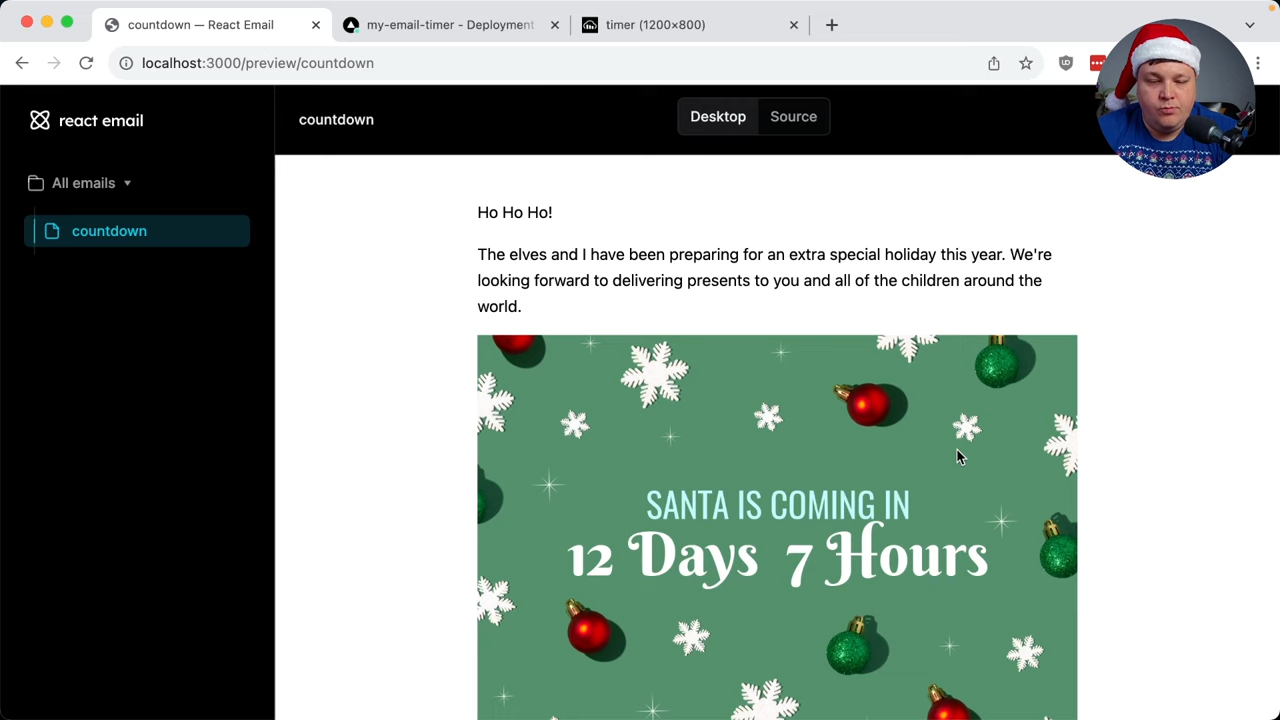 countdown — React Email
my-email-timer - Deployment
timer (1200×800)
localhost:3000/preview/countdown
react email
countdown
Desktop
Source
All emails
countdown
Ho Ho Ho!
The elves and I have been preparing for an extra special holiday this year. We're
looking forward to delivering presents to you and all of the children around the
world.
SANTA IS COMING IN
12 Days 7 Hours